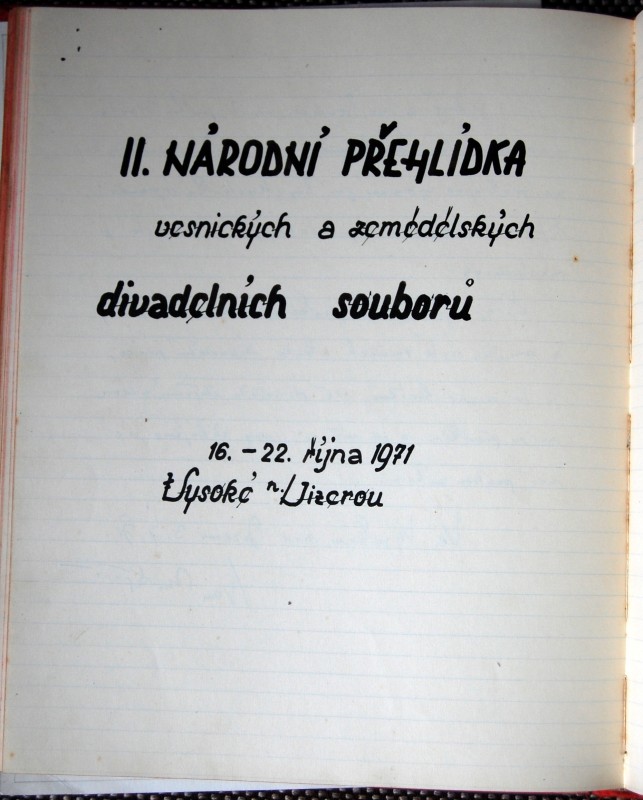 II. NÁRODNÍ PŘEHLÍDKA
vesnických a zemědělských
divadelních souborů
16. – 22. října 1971
Vysoké n. Jizerou